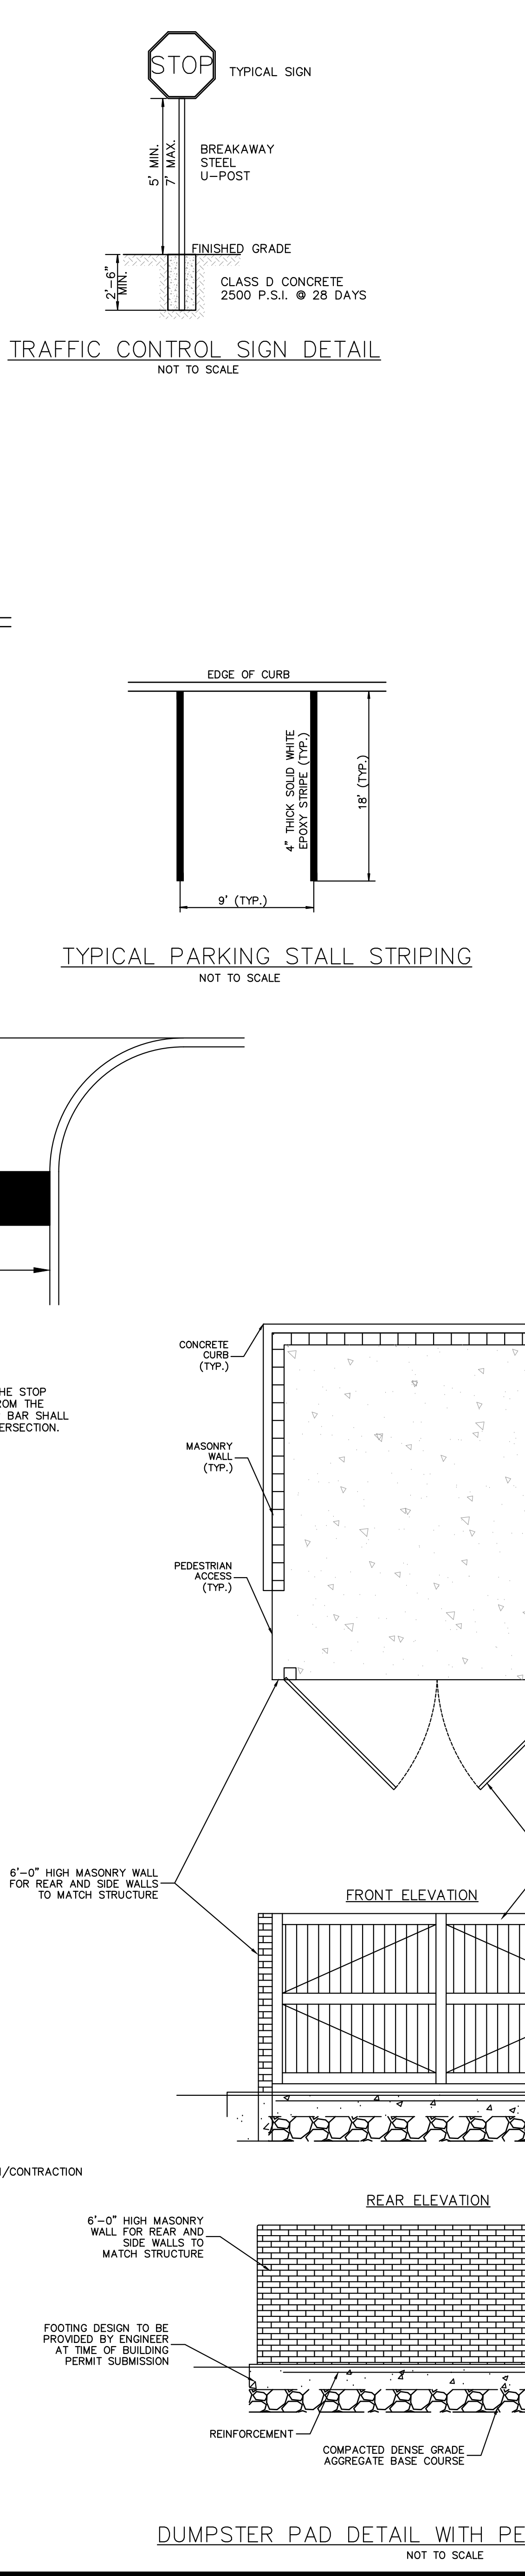 STOP
TYPICAL SIGN
5' MIN.
7' MAX.
BREAKAWAY
STEEL
U-POST
FINISHED GRADE
2'-6"
MIN.
CLASS D CONCRETE
2500 P.S.I. @ 28 DAYS
TRAFFIC CONTROL SIGN DETAIL
NOT TO SCALE
EDGE OF CURB
4" THICK SOLID WHITE
EPOXY STRIPE (TYP.)
18' (TYP.)
9' (TYP.)
TYPICAL PARKING STALL STRIPING
NOT TO SCALE
CONCRETE
CURB
(TYP.)
HE STOP
ROM THE
BAR SHALL
ERSECTION.
MASONRY
WALL
(TYP.)
PEDESTRIAN
ACCESS
(TYP.)
6'-0" HIGH MASONRY WALL
FOR REAR AND SIDE WALLS
TO MATCH STRUCTURE
FRONT ELEVATION
/CONTRACTION
REAR ELEVATION
6'-0" HIGH MASONRY
WALL FOR REAR AND
SIDE WALLS TO
MATCH STRUCTURE
FOOTING DESIGN TO BE
PROVIDED BY ENGINEER
AT TIME OF BUILDING
PERMIT SUBMISSION
REINFORCEMENT
COMPACTED DENSE GRADE
AGGREGATE BASE COURSE
DUMPSTER PAD DETAIL WITH PE
NOT TO SCALE